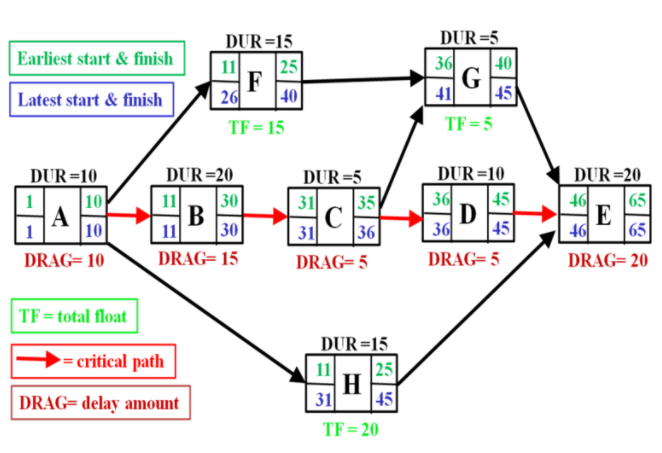 DUR =15
DUR =5
Earliest start & finish
11 25
F
26 40
36 40
G
41 45
Latest start & finish
TF = 15
TF = 5
DUR =10
DUR =20
DUR =5
DUR =10
DUR =20
1 10
A
1 10
11 30
B
11 30
31 35
C
31 36
36 45
D
36 45
46 65
E
46 65
DRAG= 10
DRAG= 15
DRAG= 5
DRAG= 5
DRAG= 20
TF = total float
DUR =15
= critical path
11 25
H
31 45
DRAG= delay amount
TF = 20